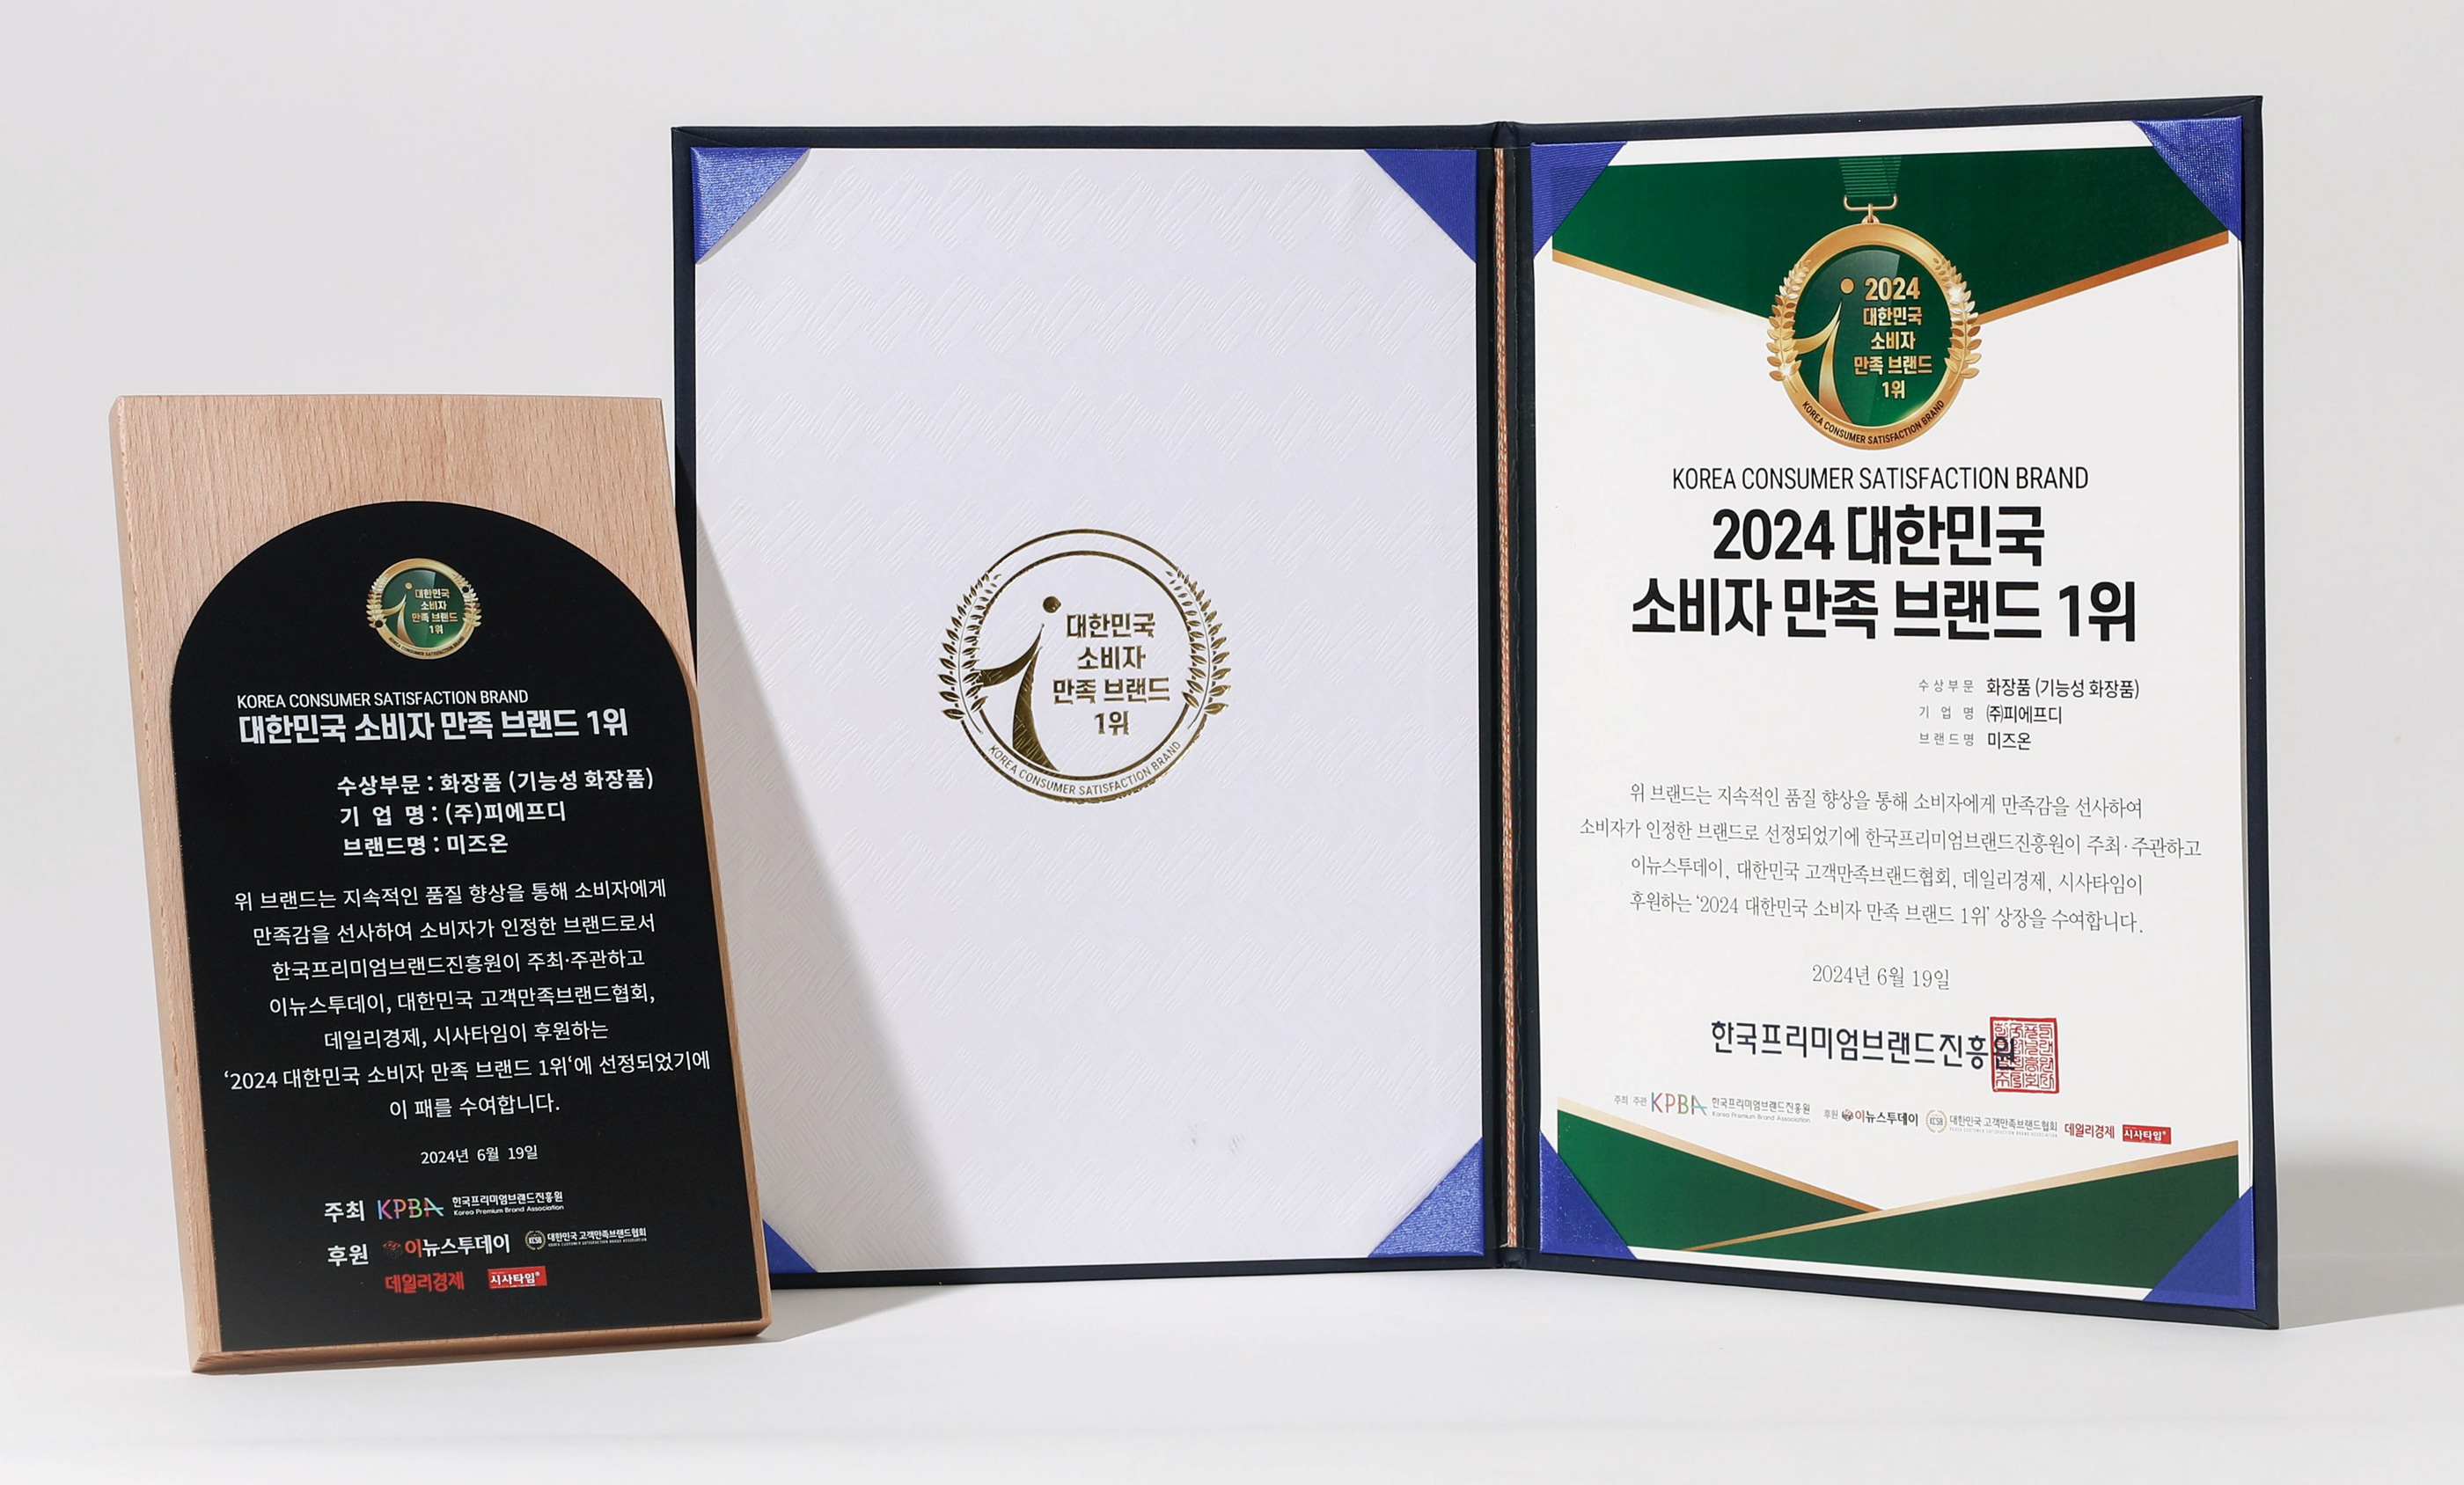 대한민국
소비자
만족 브랜드
1위
KOREA CONSUMER SATISFACTION BRAND
KOREA CONSUMER SATISFACTION BRAND
대한민국 소비자 만족 브랜드 1위
수상부문 : 화장품 (기능성 화장품)
기 업 명 : (주)피에프디
브랜드명 : 미즈온
위 브랜드는 지속적인 품질 향상을 통해 소비자에게
만족감을 선사하여 소비자가 인정한 브랜드로서
한국프리미엄브랜드진흥원이 주최·주관하고
이뉴스투데이, 대한민국 고객만족브랜드협회,
데일리경제, 시사타임이 후원하는
‘2024 대한민국 소비자 만족 브랜드 1위‘에 선정되었기에
이 패를 수여합니다.
2024년 6월 19일
주최 KPBA 한국프리미엄브랜드진흥원
Korea Premium Brand Association
후원 이뉴스투데이 KCSB 대한민국 고객만족브랜드협회
KOREA CUSTOMER SATISFACTION BRAND ASSOCIATION
데일리경제 시사타임
대한민국
소비자
만족 브랜드
1위
KOREA CONSUMER SATISFACTION BRAND
2024
대한민국
소비자
만족 브랜드
1위
KOREA CONSUMER SATISFACTION BRAND
KOREA CONSUMER SATISFACTION BRAND
2024 대한민국
소비자 만족 브랜드 1위
수상부문 화장품 (기능성 화장품)
기 업 명 ㈜피에프디
브랜드명 미즈온
위 브랜드는 지속적인 품질 향상을 통해 소비자에게 만족감을 선사하여
소비자가 인정한 브랜드로 선정되었기에 한국프리미엄브랜드진흥원이 주최·주관하고
이뉴스투데이, 대한민국 고객만족브랜드협회, 데일리경제, 시사타임이
후원하는 ‘2024 대한민국 소비자 만족 브랜드 1위’ 상장을 수여합니다.
2024년 6월 19일
한국프리미엄브랜드진흥원
주최 주관 KPBA 한국프리미엄브랜드진흥원 후원 이뉴스투데이 KCSB 대한민국 고객만족브랜드협회 데일리경제 시사타임
Korea Premium Brand Association
KOREA CUSTOMER SATISFACTION BRAND ASSOCIATION